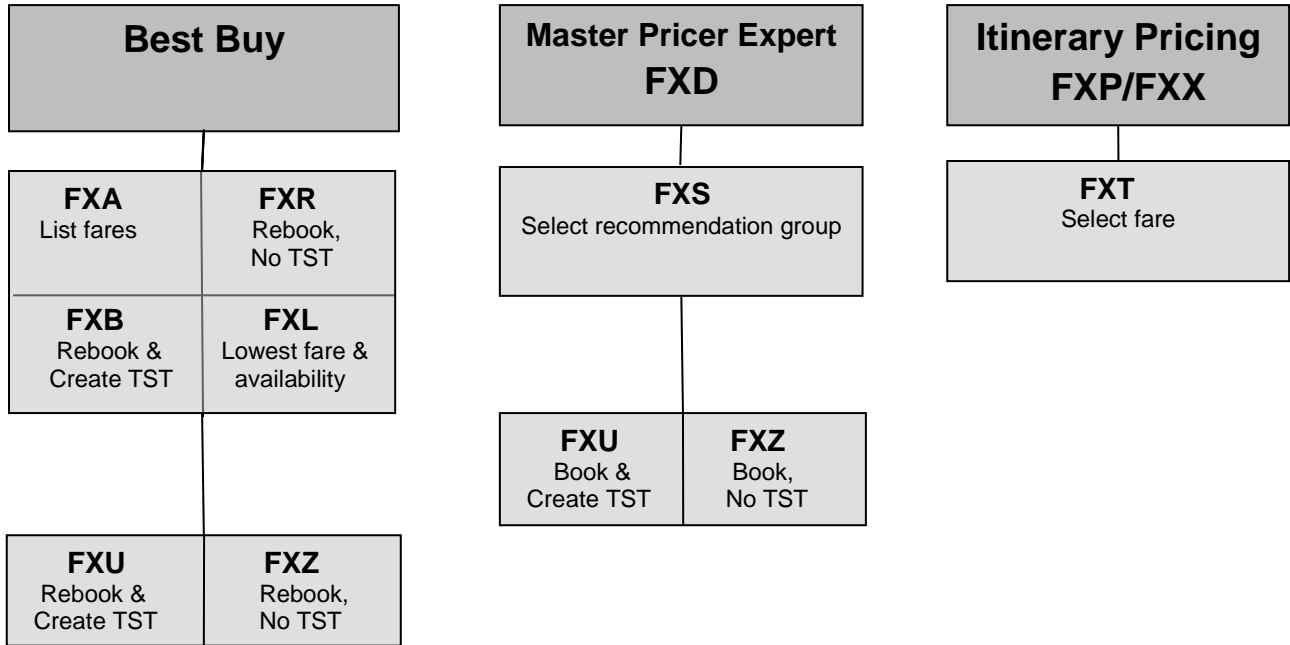 Best Buy
FXA
List fares
FXR
Rebook,
No TST
FXB
Rebook &
Create TST
FXL
Lowest fare &
availability
FXU
Rebook &
Create TST
FXZ
Rebook,
No TST
Master Pricer Expert
FXD
FXS
Select recommendation group
FXU
Book &
Create TST
FXZ
Book,
No TST
Itinerary Pricing
FXP/FXX
FXT
Select fare